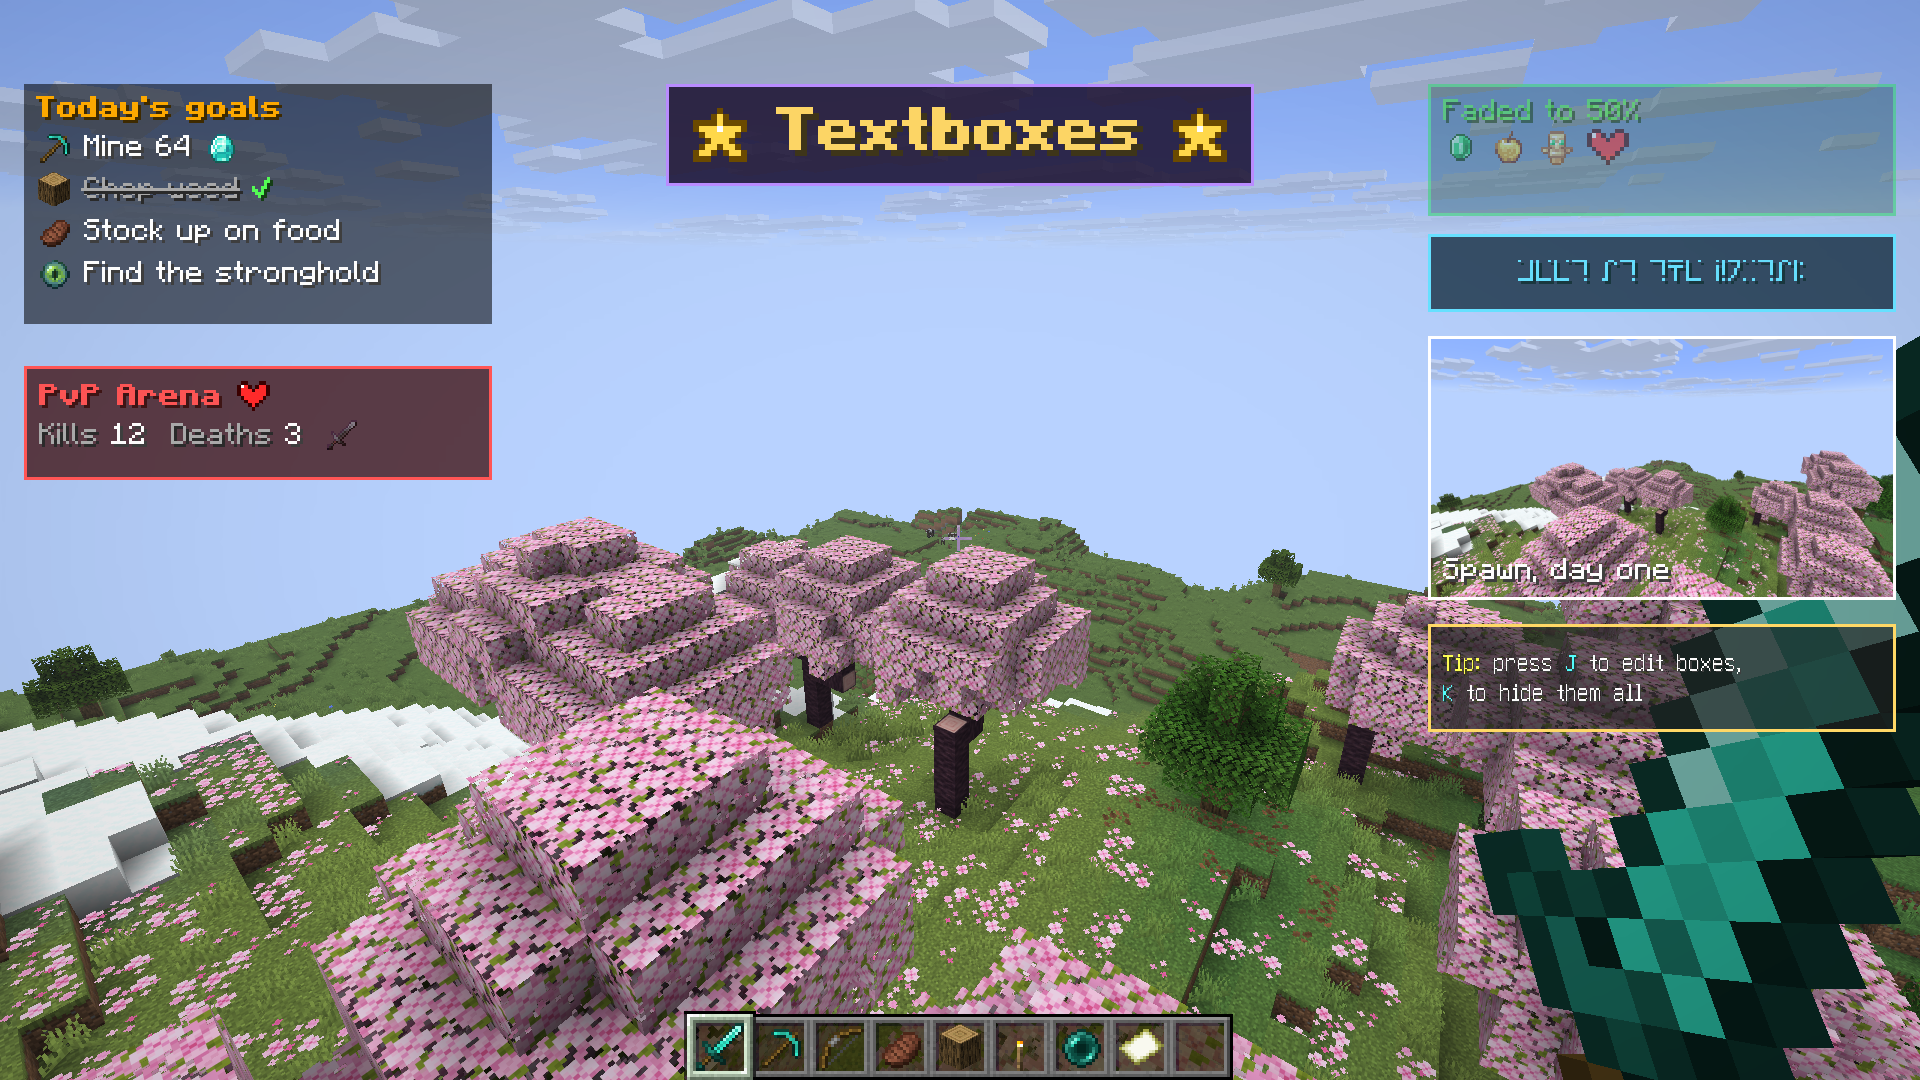 Today's goals
Mine 64
Chop wood
Stock up on food
Find the stronghold
PvP Arena
Kills 12 Deaths 3
Textboxes
Faded to 50%
Spawn, day one
Tip: press J to edit boxes,
K to hide them all